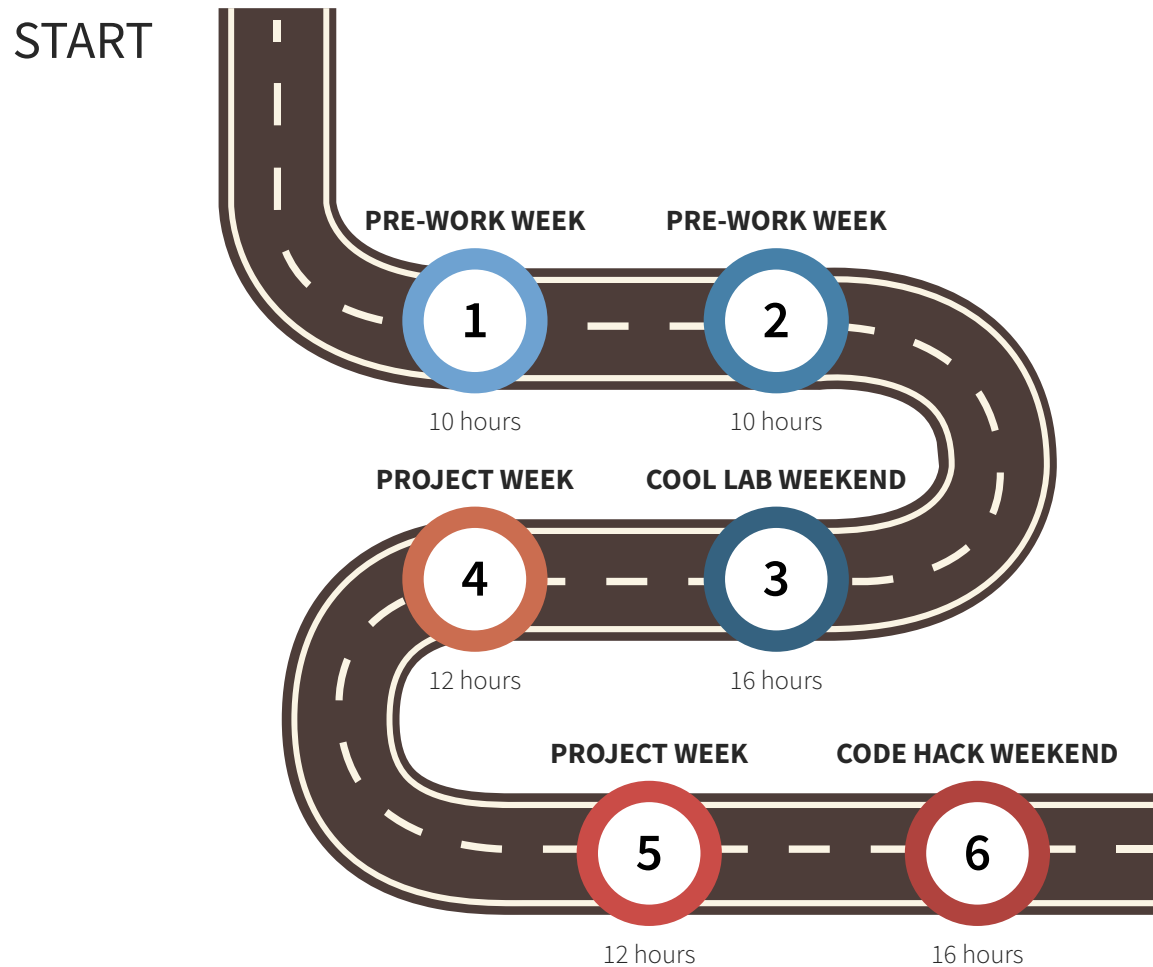 START
PRE-WORK WEEK
1
10 hours
PRE-WORK WEEK
2
10 hours
COOL LAB WEEKEND
3
16 hours
PROJECT WEEK
4
12 hours
PROJECT WEEK
5
12 hours
CODE HACK WEEKEND
6
16 hours